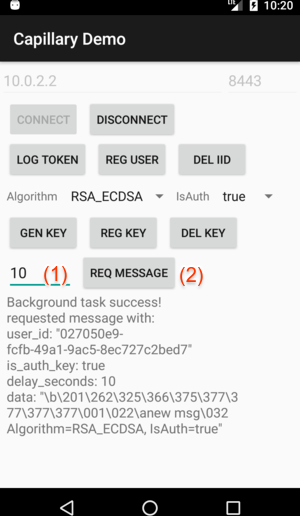 LTE 10:20
Capillary Demo
10.0.2.2 8443
CONNECT DISCONNECT
LOG TOKEN REG USER DEL IID
Algorithm RSA_ECDSA IsAuth true
GEN KEY REG KEY DEL KEY
10 (1) REQ MESSAGE (2)
Background task success!
requested message with:
user_id: "027050e9-
fcfb-49a1-9ac5-8ec727c2bed7"
is_auth_key: true
delay_seconds: 10
data: "\b\201\262\325\366\375\377\3
77\377\377\001\022\anew msg\032
Algorithm=RSA_ECDSA, IsAuth=true"